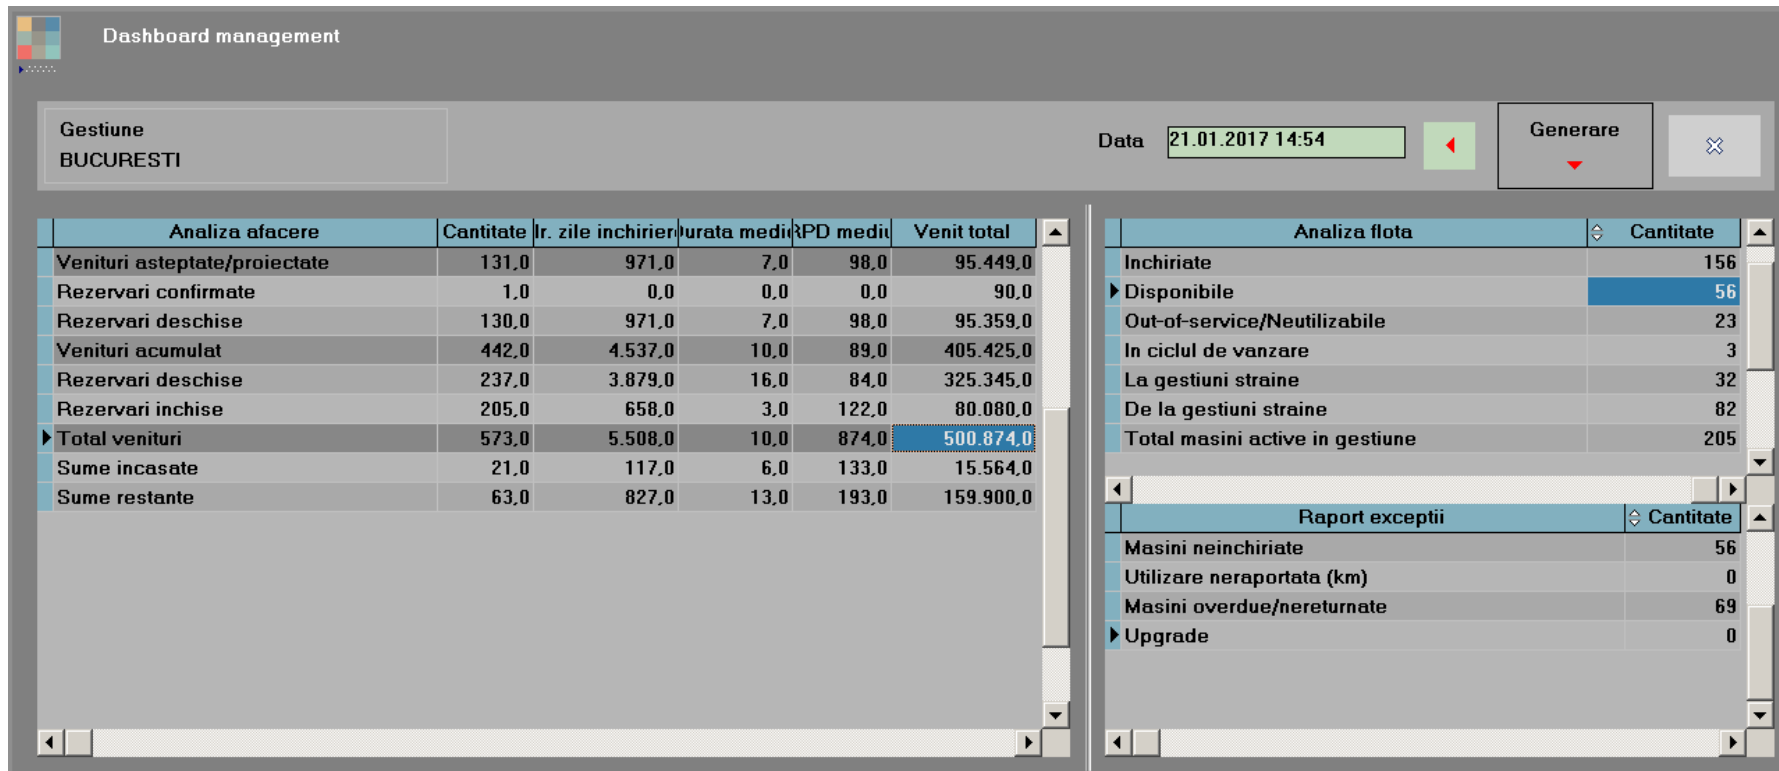 Dashboard management
Gestiune
BUCURESTI
Data 21.01.2017 14:54
Generare
Analiza afacere Cantitate zile inchirier medi mediu Venit total
Venituri asteptate/proiectate 131,0 971,0 7,0 98,0 95.449,0
Rezervari confirmate 1,0 0,0 0,0 0,0 90,0
Rezervari deschise 130,0 971,0 7,0 98,0 95.359,0
Venituri acumulat 442,0 4.537,0 10,0 89,0 405.425,0
Rezervari deschise 237,0 3.879,0 16,0 84,0 325.345,0
Rezervari inchise 205,0 658,0 3,0 122,0 80.080,0
Total venituri 573,0 5.508,0 10,0 874,0 500.874,0
Sume incasate 21,0 117,0 6,0 133,0 15.564,0
Sume restante 63,0 827,0 13,0 193,0 159.900,0
Analiza flota Cantitate
Inchiriate 156
Disponibile 56
Out-of-service/Neutilizabile 23
In ciclul de vanzare 3
La gestiuni straine 32
De la gestiuni straine 82
Total masini active in gestiune 205
Raport exceptii Cantitate
Masini neinchiriate 56
Utilizare neraportata (km) 0
Masini overdue/nereturnate 69
Upgrade 0